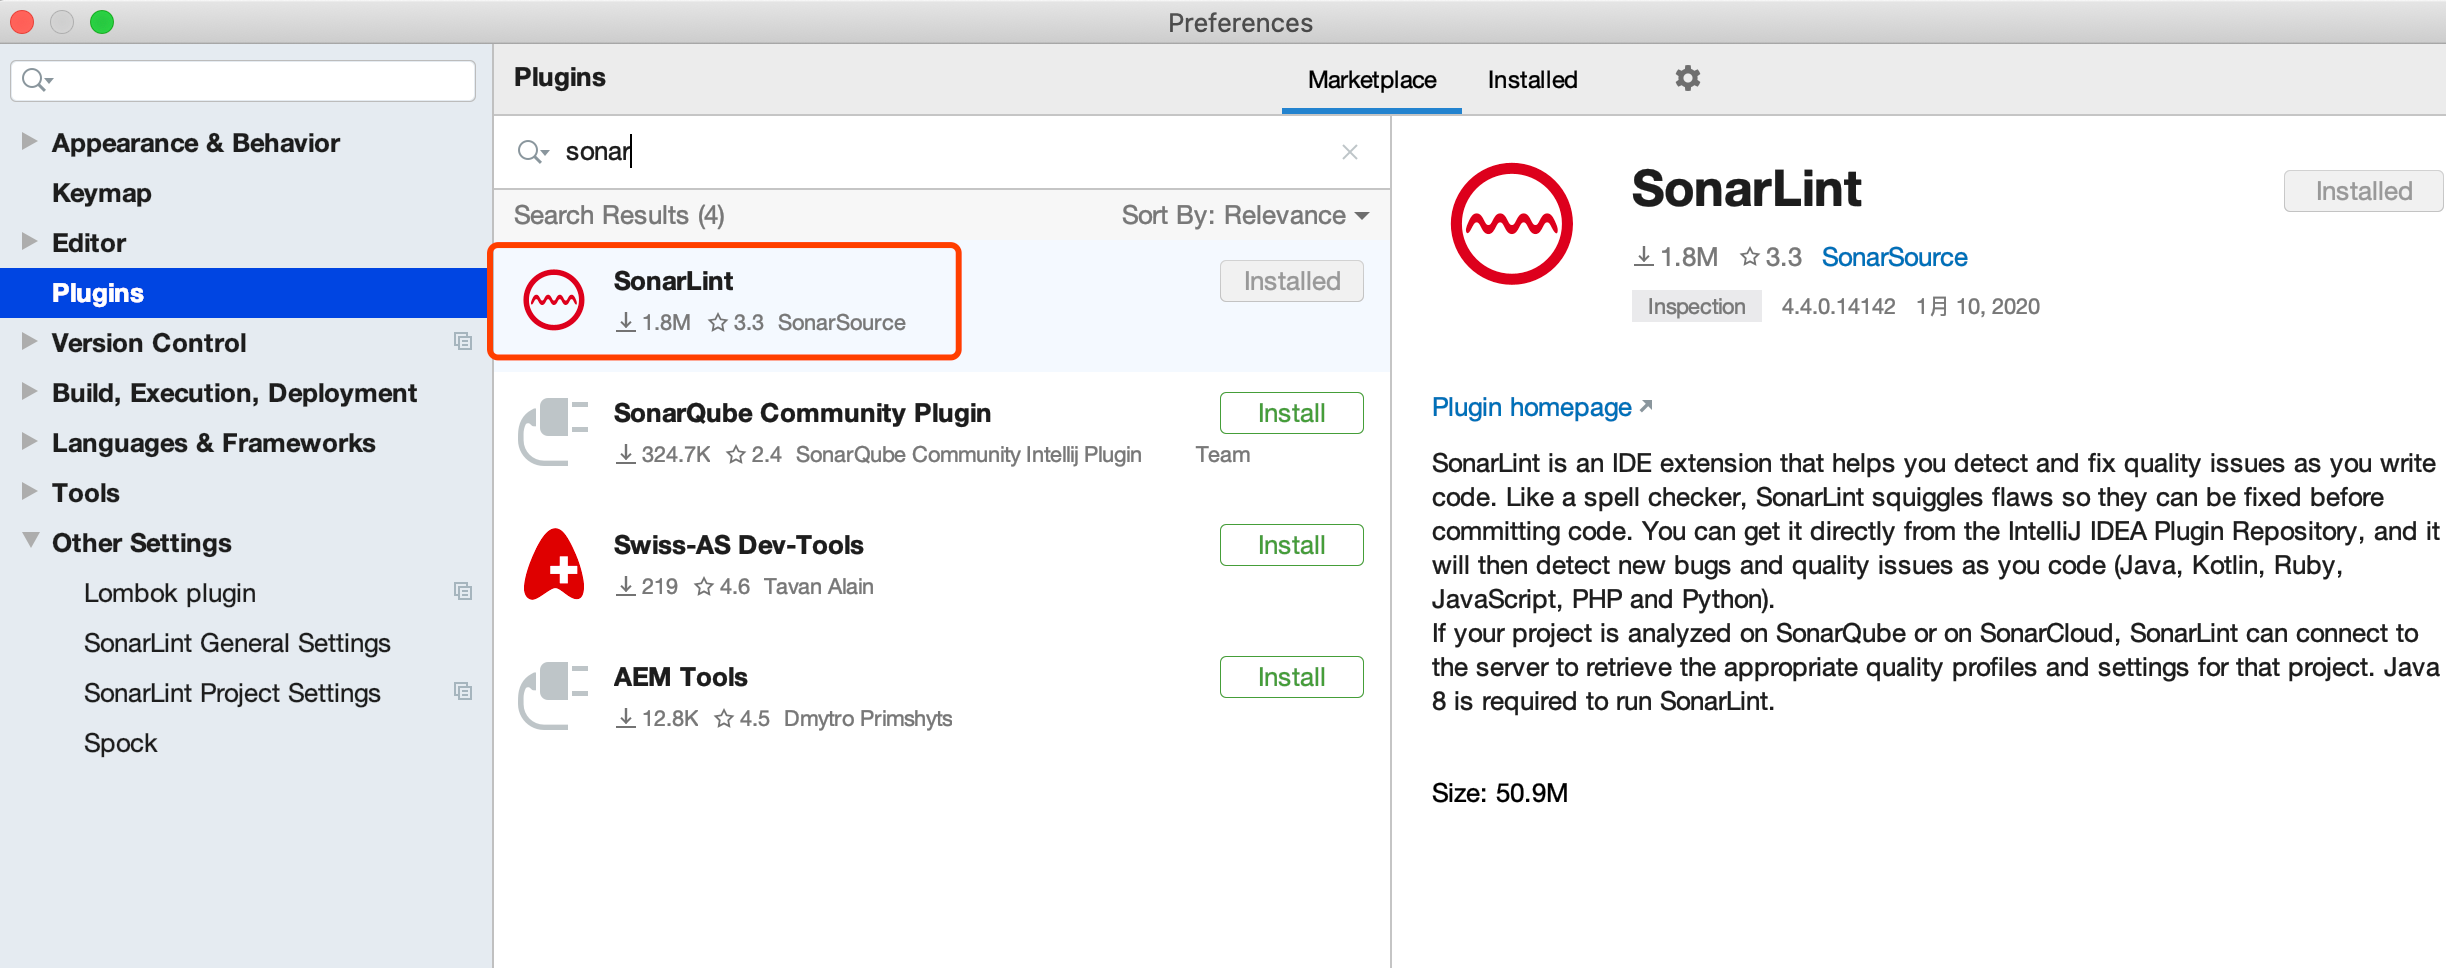 Preferences
Appearance & Behavior
Keymap
Editor
Plugins
Version Control
Build, Execution, Deployment
Languages & Frameworks
Tools
Other Settings
Lombok plugin
SonarLint General Settings
SonarLint Project Settings
Spock
Plugins
Marketplace
Installed
sonar
Search Results (4)
Sort By: Relevance
SonarLint
1.8M 3.3 SonarSource
Installed
SonarQube Community Plugin
324.7K 2.4 SonarQube Community Intellij Plugin Team
Install
Swiss-AS Dev-Tools
219 4.6 Tavan Alain
Install
AEM Tools
12.8K 4.5 Dmytro Primshyts
Install
SonarLint
Installed
1.8M 3.3 SonarSource
Inspection 4.4.0.14142 1月 10, 2020
Plugin homepage
SonarLint is an IDE extension that helps you detect and fix quality issues as you write
code. Like a spell checker, SonarLint squiggles flaws so they can be fixed before
committing code. You can get it directly from the IntelliJ IDEA Plugin Repository, and it
will then detect new bugs and quality issues as you code (Java, Kotlin, Ruby,
JavaScript, PHP and Python).
If your project is analyzed on SonarQube or on SonarCloud, SonarLint can connect to
the server to retrieve the appropriate quality profiles and settings for that project. Java
8 is required to run SonarLint.
Size: 50.9M